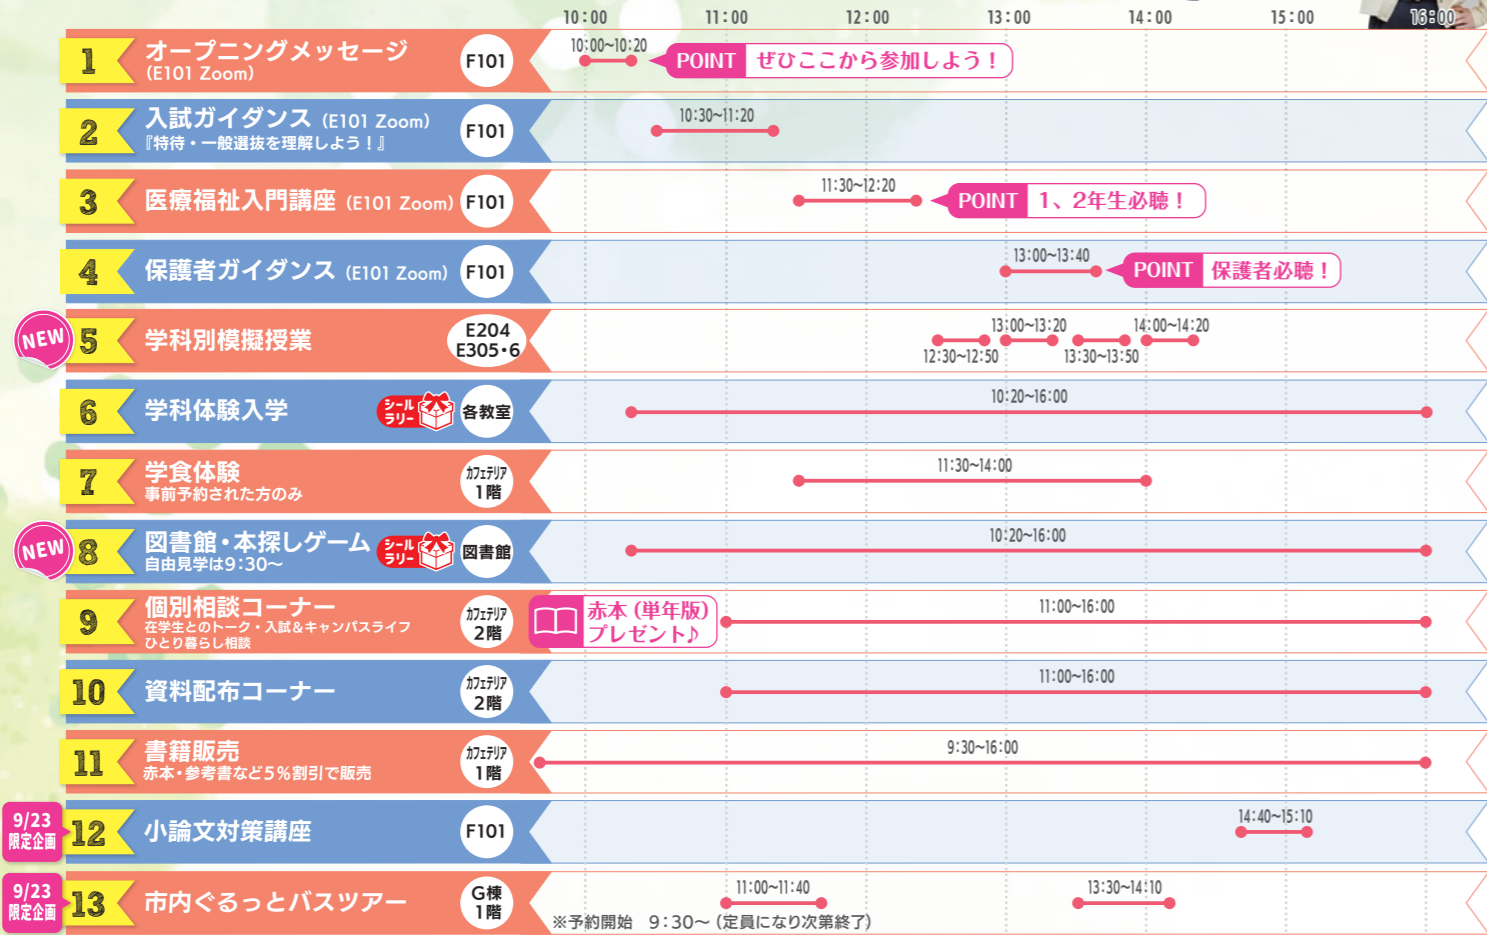 10:00 11:00 12:00 13:00 14:00 15:00 16:00
1 オープニングメッセージ
(E101 Zoom)
F101
10:00~10:20
POINT ぜひここから参加しよう！
2 入試ガイダンス (E101 Zoom)
『特待・一般選抜を理解しよう！』
F101
10:30~11:20
3 医療福祉入門講座 (E101 Zoom)
F101
11:30~12:20
POINT 1、2年生必聴！
4 保護者ガイダンス (E101 Zoom)
F101
13:00~13:40
POINT 保護者必聴！
NEW
5 学科別模擬授業
E204
E305・6
13:00~13:20 14:00~14:20
12:30~12:50 13:30~13:50
6 学科体験入学
シール
ラリー
各教室
10:20~16:00
7 学食体験
事前予約された方のみ
カフェテリア
1階
11:30~14:00
NEW
8 図書館・本探しゲーム
自由見学は9:30〜
シール
ラリー
図書館
10:20~16:00
9 個別相談コーナー
在学生とのトーク・入試＆キャンパスライフ
ひとり暮らし相談
カフェテリア
2階
赤本（単年版）
プレゼント♪
11:00~16:00
10 資料配布コーナー
カフェテリア
2階
11:00~16:00
11 書籍販売
赤本・参考書など5％割引で販売
カフェテリア
1階
9:30~16:00
9/23
限定企画
12 小論文対策講座
F101
14:40~15:10
9/23
限定企画
13 市内ぐるっとバスツアー
G棟
1階
11:00~11:40 13:30~14:10
※予約開始　9:30〜（定員になり次第終了）